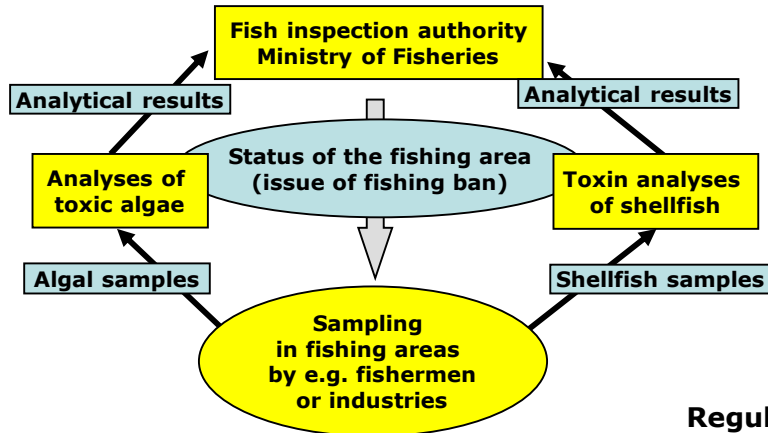 Fish inspection authority
Ministry of Fisheries
Analytical results
Analytical results
Status of the fishing area
(issue of fishing ban)
Analyses of
toxic algae
Toxin analyses
of shellfish
Algal samples
Shellfish samples
Sampling
in fishing areas
by e.g. fishermen
or industries
Regul